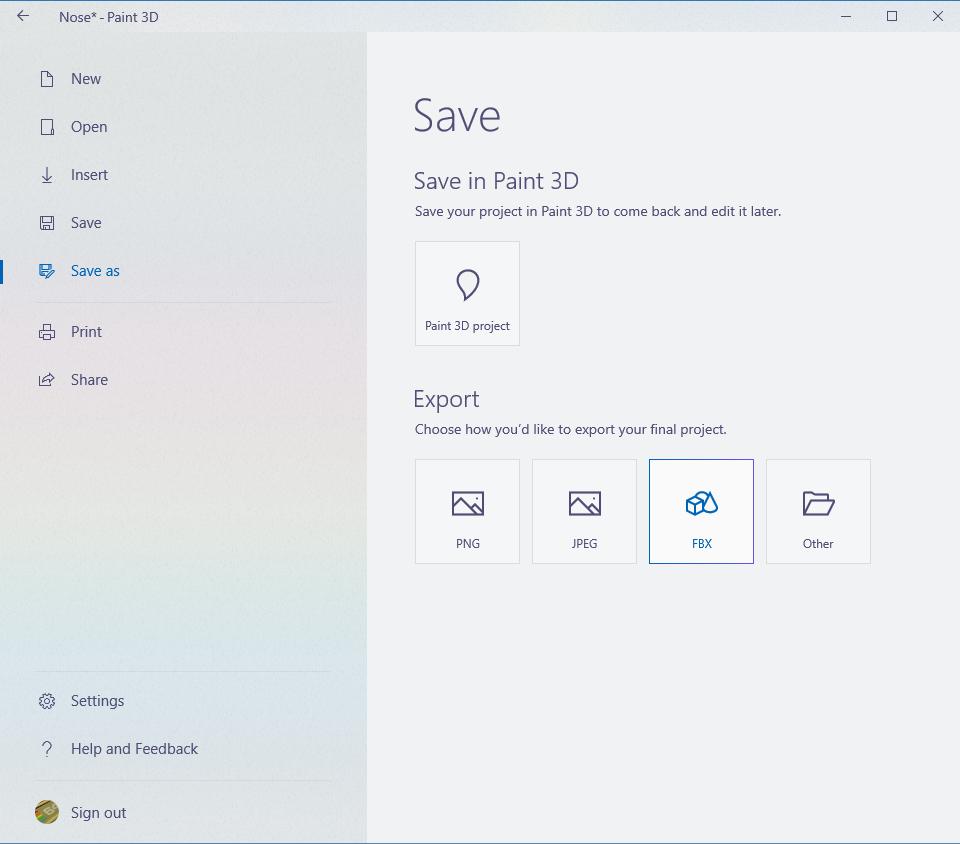 Nose* - Paint 3D
New
Open
Insert
Save
Save as
Print
Share
Settings
Help and Feedback
Sign out
Save
Save in Paint 3D
Save your project in Paint 3D to come back and edit it later.
Paint 3D project
Export
Choose how you'd like to export your final project.
PNG
JPEG
FBX
Other